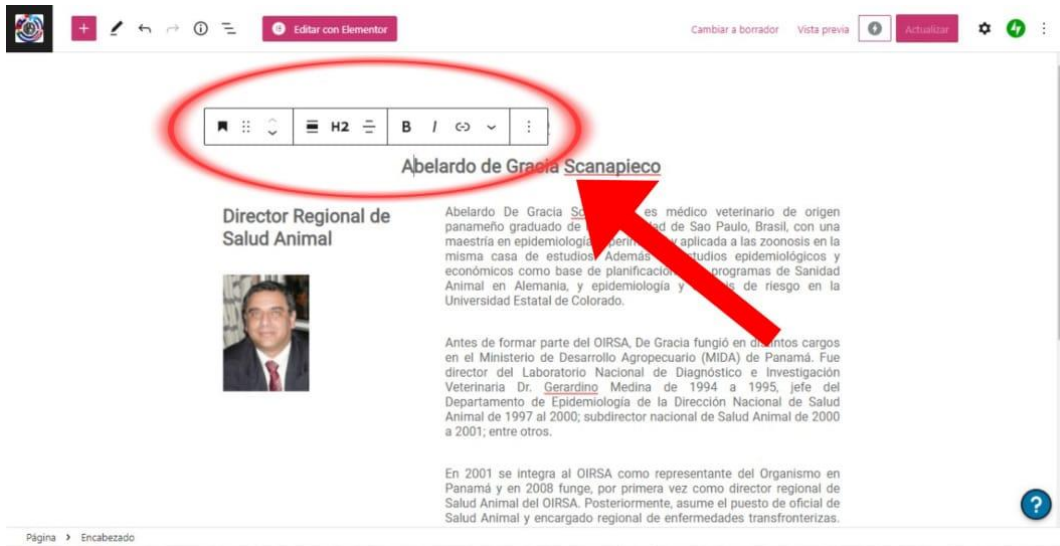 Editar con Elementor
Cambiar a borrador
Vista previa
Actualizar
H2
B
I
Abelardo de Gracia Scanapieco
Director Regional de
Salud Animal
Abelardo De Gracia es médico veterinario de origen
panameño graduado de de Sao Paulo, Brasil, con una
maestría en epidemiología y aplicada a las zoonosis en la
misma casa de estudios. Además estudios epidemiológicos y
económicos como base de planificación programas de Sanidad
Animal en Alemania, y epidemiología y de riesgo en la
Universidad Estatal de Colorado.
Antes de formar parte del OIRSA, De Gracia fungió en distintos cargos
en el Ministerio de Desarrollo Agropecuario (MIDA) de Panamá. Fue
director del Laboratorio Nacional de Diagnóstico e Investigación
Veterinaria Dr. Gerardino Medina de 1994 a 1995, jefe del
Departamento de Epidemiología de la Dirección Nacional de Salud
Animal de 1997 al 2000; subdirector nacional de Salud Animal de 2000
a 2001; entre otros.
En 2001 se integra al OIRSA como representante del Organismo en
Panamá y en 2008 funge, por primera vez como director regional de
Salud Animal del OIRSA. Posteriormente, asume el puesto de oficial de
Salud Animal y encargado regional de enfermedades transfronterizas.
?
Página > Encabezado